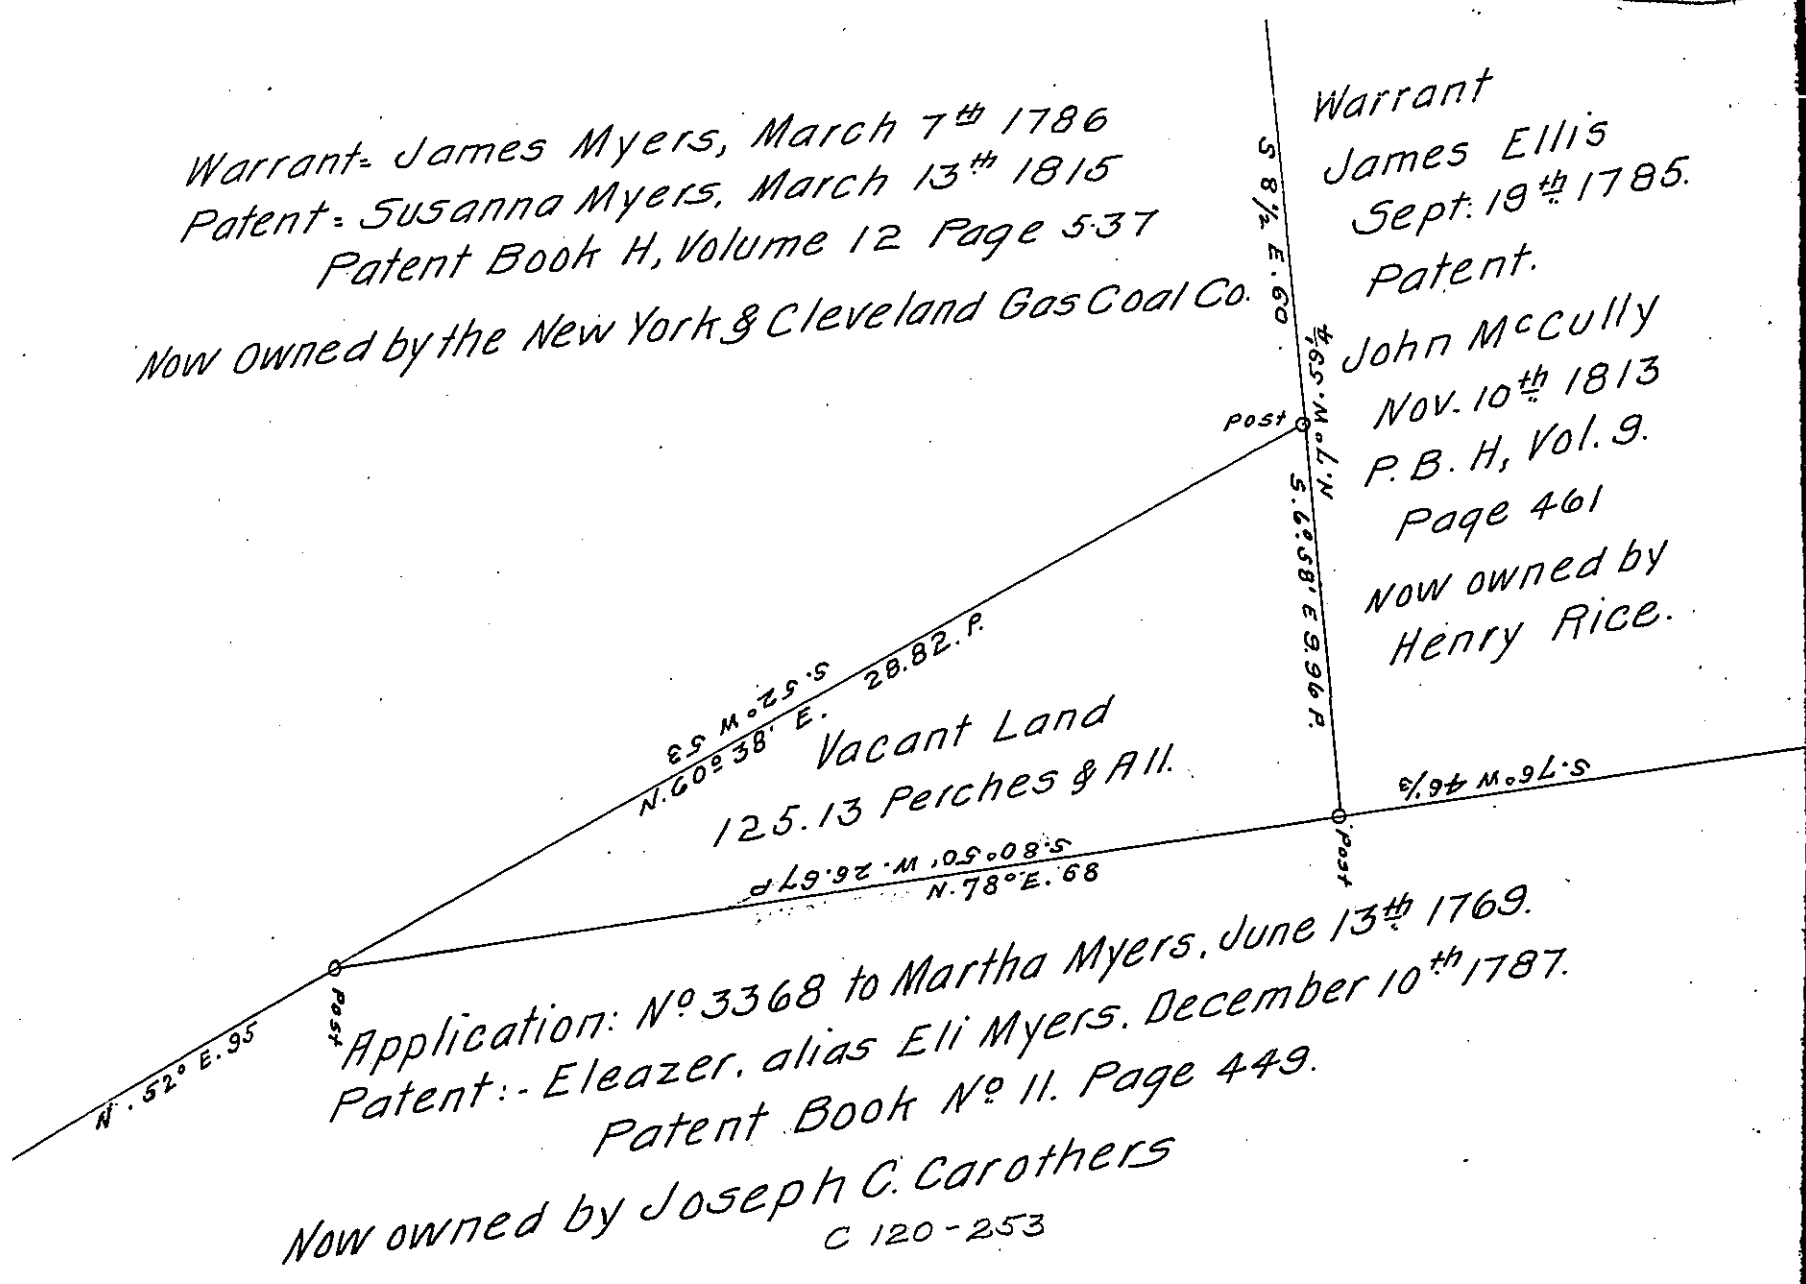 Warrant= James Myers, March 7th 1786
Patent= Susanna Myers, March 13th 1815
Patent Book H, Volume 12 Page 537
Now Owned by the New York & Cleveland Gas Coal Co.
S 8½ E. 60
Warrant
James Ellis
Sept. 19th 1785.
Patent.
John McCully
Nov. 10th 1813
P.B. H, Vol. 9.
Page 461
Now owned by
Henry Rice.
Post
S. 6° 58' E 9.96 P.
S. 52° W 53
N. 60° 38' E. 28.82. P.
Vacant Land
125.13 Perches & All.
S. 80° 50' W. 26.67 P
N. 78° E. 68
S. 76° W 46⅓
Post
Post
N. 52° E. 95
Application: No 3368 to Martha Myers, June 13th 1769.
Patent:- Eleazer, alias Eli Myers. December 10th 1787.
Patent Book No 11. Page 449.
Now owned by Joseph C. Carothers
C 120-253